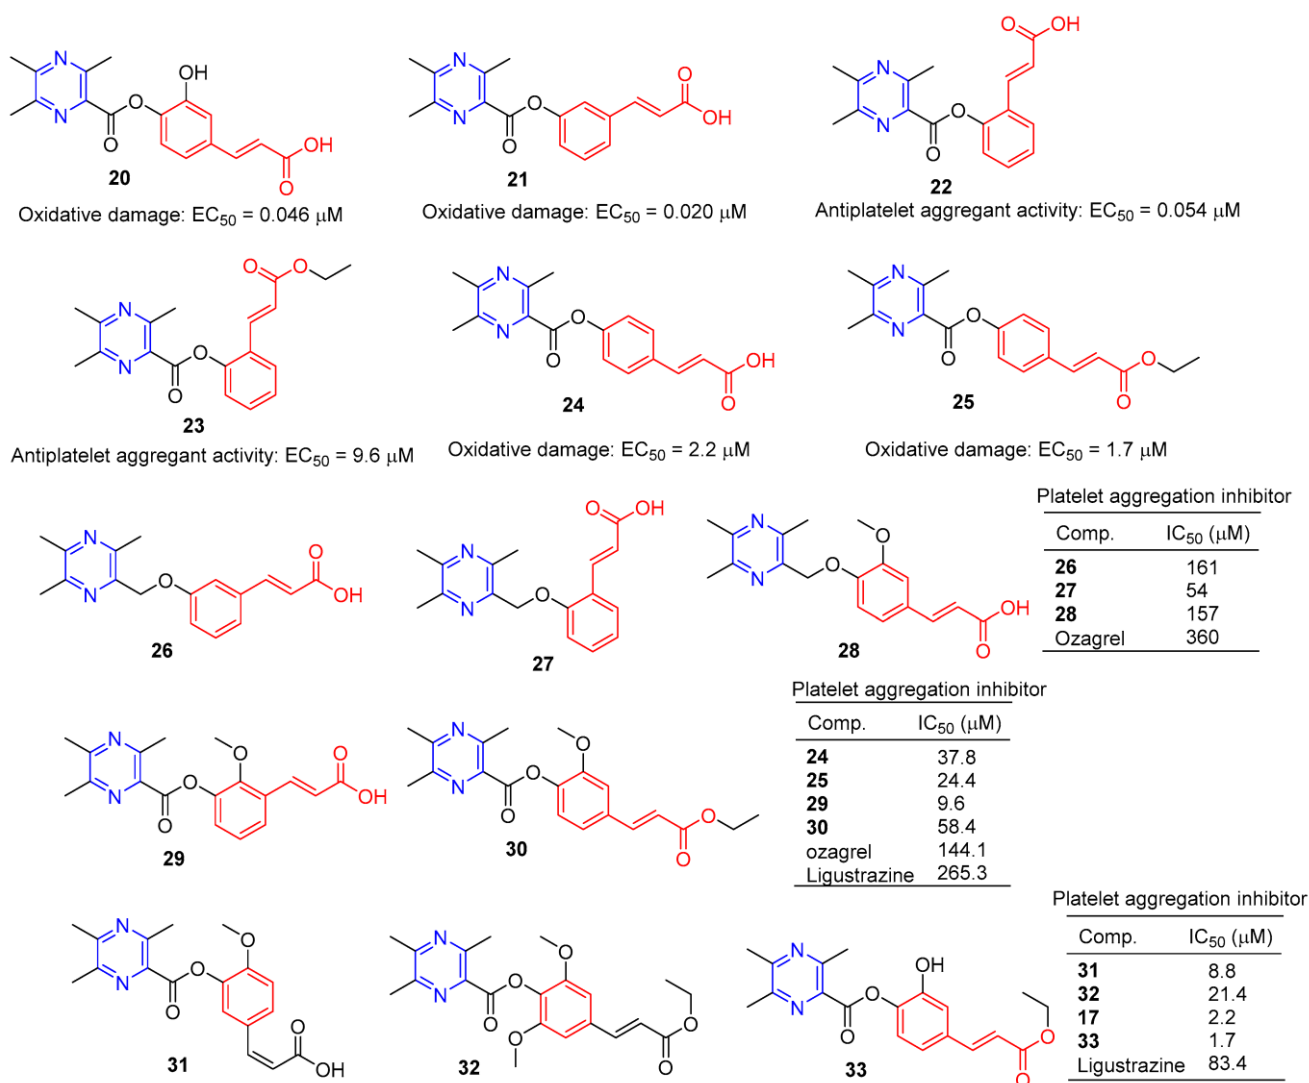 20
Oxidative damage: EC50 = 0.046 μM
21
Oxidative damage: EC50 = 0.020 μM
22
Antiplatelet aggregant activity: EC50 = 0.054 μM
23
Antiplatelet aggregant activity: EC50 = 9.6 μM
24
Oxidative damage: EC50 = 2.2 μM
25
Oxidative damage: EC50 = 1.7 μM
26
27
28
Platelet aggregation inhibitor
Comp. IC50 (μM)
26 161
27 54
28 157
Ozagrel 360
29
30
Platelet aggregation inhibitor
Comp. IC50 (μM)
24 37.8
25 24.4
29 9.6
30 58.4
ozagrel 144.1
Ligustrazine 265.3
31
32
33
Platelet aggregation inhibitor
Comp. IC50 (μM)
31 8.8
32 21.4
17 2.2
33 1.7
Ligustrazine 83.4